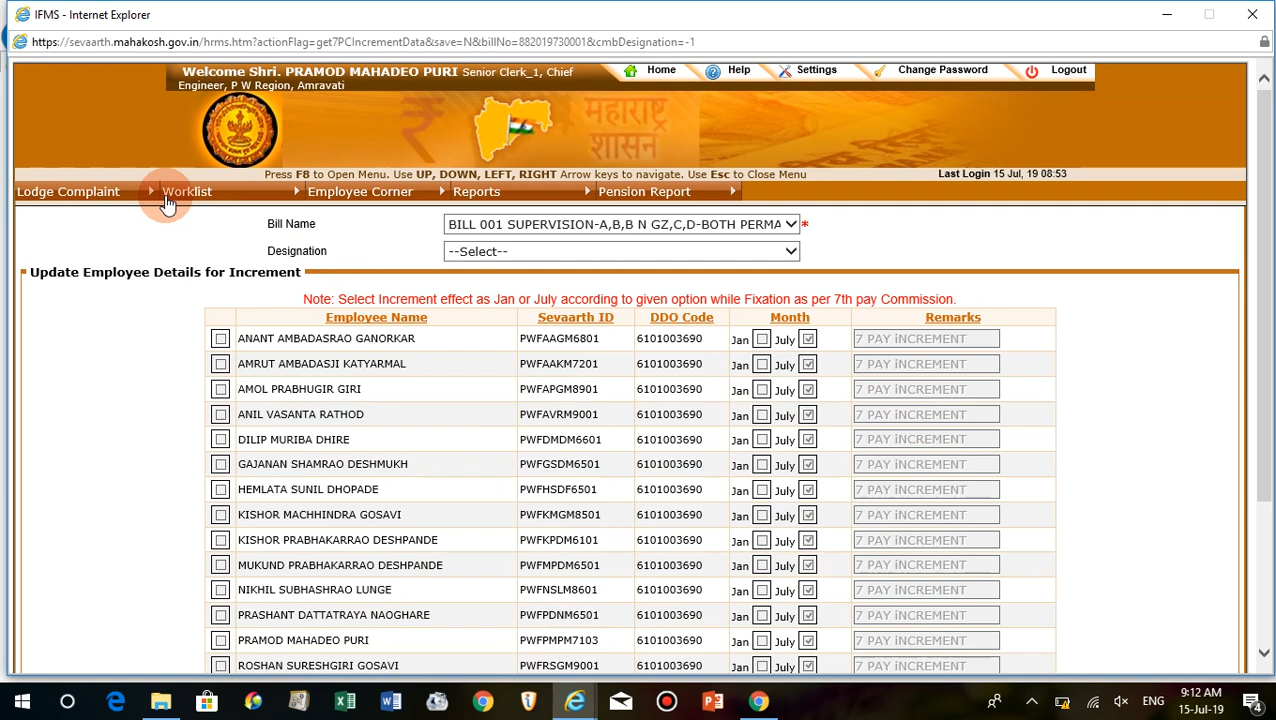 IFMS - Internet Explorer
https://sevaarth.mahakosh.gov.in/hrms.htm?actionFlag=get7PCIncrementData&save=N&billNo=882019730001&cmbDesignation=-1
Welcome Shri. PRAMOD MAHADEO PURI Senior Clerk_1, Chief Engineer, P W Region, Amravati
Home Help Settings Change Password Logout
महाराष्ट्र
शासन
Press F8 to Open Menu. Use UP, DOWN, LEFT, RIGHT Arrow keys to navigate. Use Esc to Close Menu Last Login 15 Jul, 19 08:53
Lodge Complaint Worklist Employee Corner Reports Pension Report
Bill Name BILL 001 SUPERVISION-A,B,B N GZ,C,D-BOTH PERMA *
Designation --Select--
Update Employee Details for Increment
Note: Select Increment effect as Jan or July according to given option while Fixation as per 7th pay Commission.
Employee Name Sevaarth ID DDO Code Month Remarks
ANANT AMBADASRAO GANORKAR PWFAAGM6801 6101003690 Jan July 7 PAY iNCREMENT
AMRUT AMBADASJI KATYARMAL PWFAAKM7201 6101003690 Jan July 7 PAY iNCREMENT
AMOL PRABHUGIR GIRI PWFAPGM8901 6101003690 Jan July 7 PAY iNCREMENT
ANIL VASANTA RATHOD PWFAVRM9001 6101003690 Jan July 7 PAY iNCREMENT
DILIP MURIBA DHIRE PWFDMDM6601 6101003690 Jan July 7 PAY iNCREMENT
GAJANAN SHAMRAO DESHMUKH PWFGSDM6501 6101003690 Jan July 7 PAY iNCREMENT
HEMLATA SUNIL DHOPADE PWFHSDF6501 6101003690 Jan July 7 PAY iNCREMENT
KISHOR MACHHINDRA GOSAVI PWFKMGM8501 6101003690 Jan July 7 PAY iNCREMENT
KISHOR PRABHAKARRAO DESHPANDE PWFKPDM6101 6101003690 Jan July 7 PAY iNCREMENT
MUKUND PRABHAKARRAO DESHPANDE PWFMPDM6501 6101003690 Jan July 7 PAY iNCREMENT
NIKHIL SUBHASHRAO LUNGE PWFNSLM8601 6101003690 Jan July 7 PAY iNCREMENT
PRASHANT DATTATRAYA NAOGHARE PWFPDNM6501 6101003690 Jan July 7 PAY iNCREMENT
PRAMOD MAHADEO PURI PWFPMPM7103 6101003690 Jan July 7 PAY iNCREMENT
ROSHAN SURESHGIRI GOSAVI PWFRSGM9001 6101003690 Jan July 7 PAY iNCREMENT
ENG
9:12 AM
15-Jul-19
4